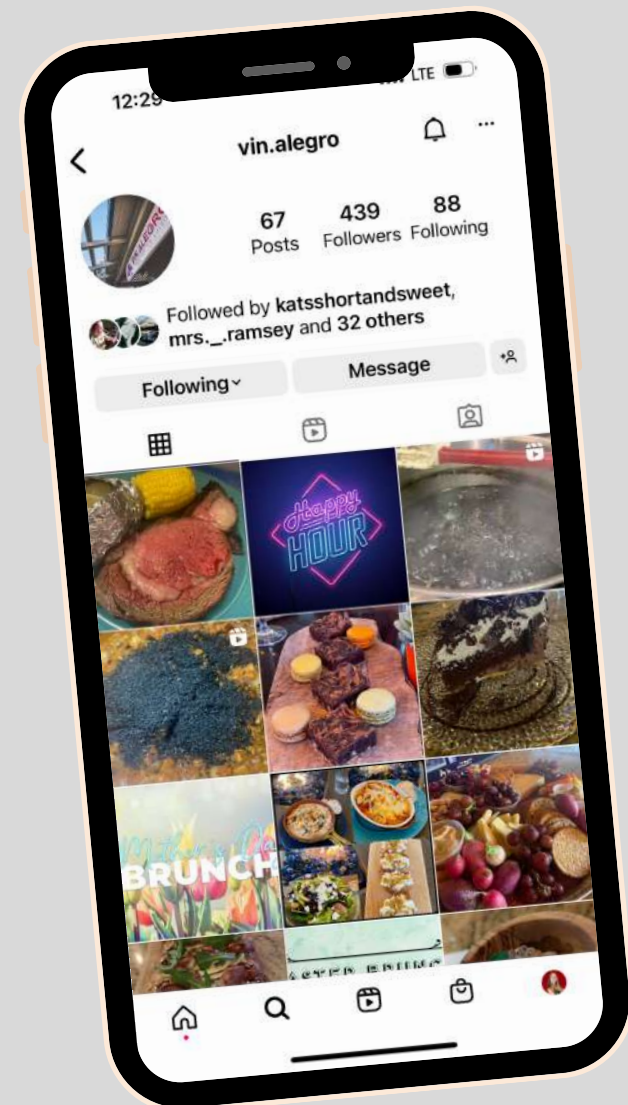 12:29 LTE
vin.alegro
67 439 88
Posts Followers Following
Followed by katsshortandsweet,
mrs._.ramsey and 32 others
Following Message
Happy
HOUR
Mother's
BRUNCH